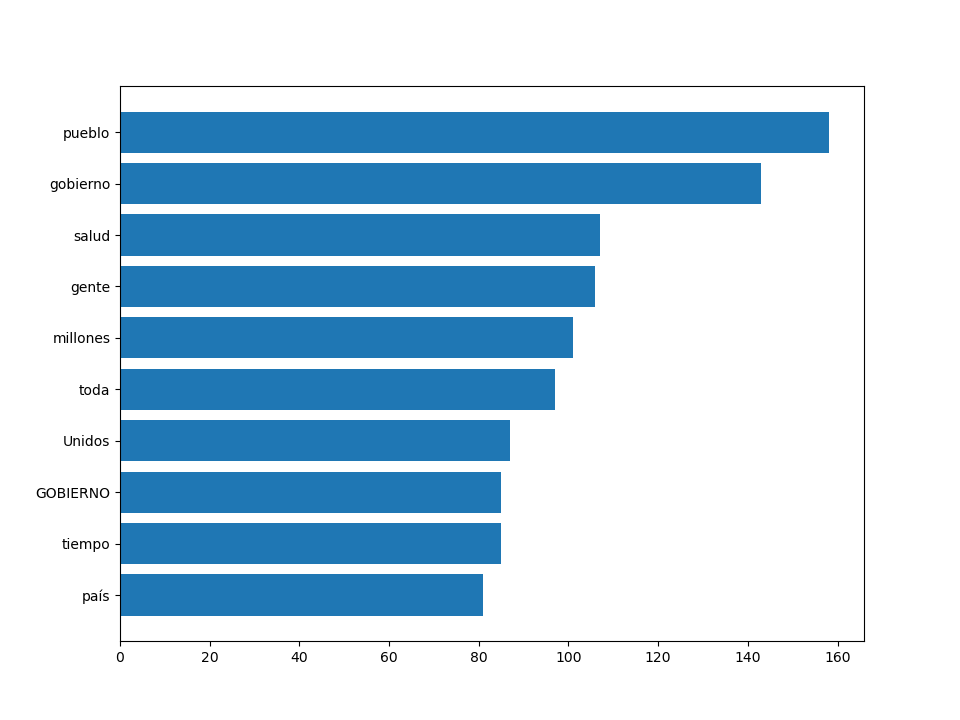 pueblo
gobierno
salud
gente
millones
toda
Unidos
GOBIERNO
tiempo
país
0 20 40 60 80 100 120 140 160